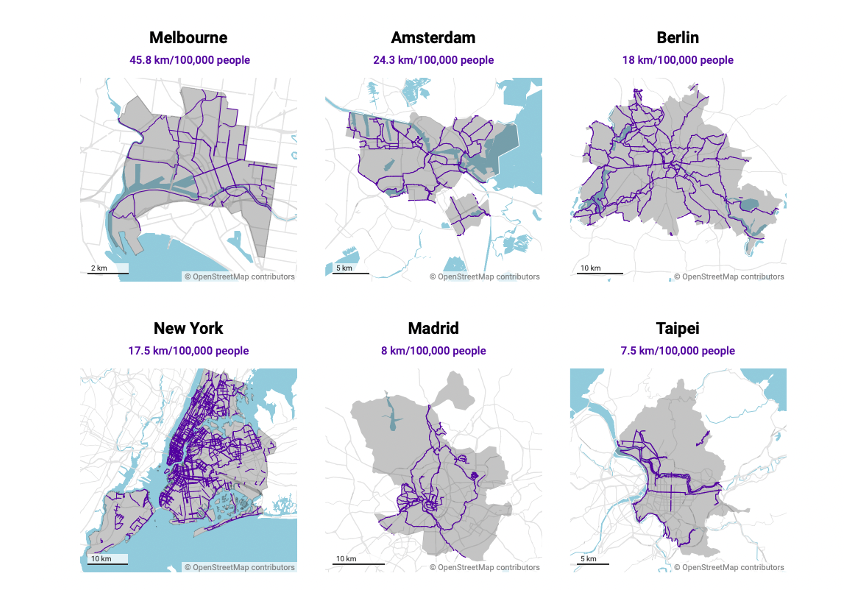 Melbourne
45.8 km/100,000 people
2 km
© OpenStreetMap contributors
Amsterdam
24.3 km/100,000 people
5 km
© OpenStreetMap contributors
Berlin
18 km/100,000 people
10 km
© OpenStreetMap contributors
New York
17.5 km/100,000 people
10 km
© OpenStreetMap contributors
Madrid
8 km/100,000 people
10 km
© OpenStreetMap contributors
Taipei
7.5 km/100,000 people
5 km
© OpenStreetMap contributors